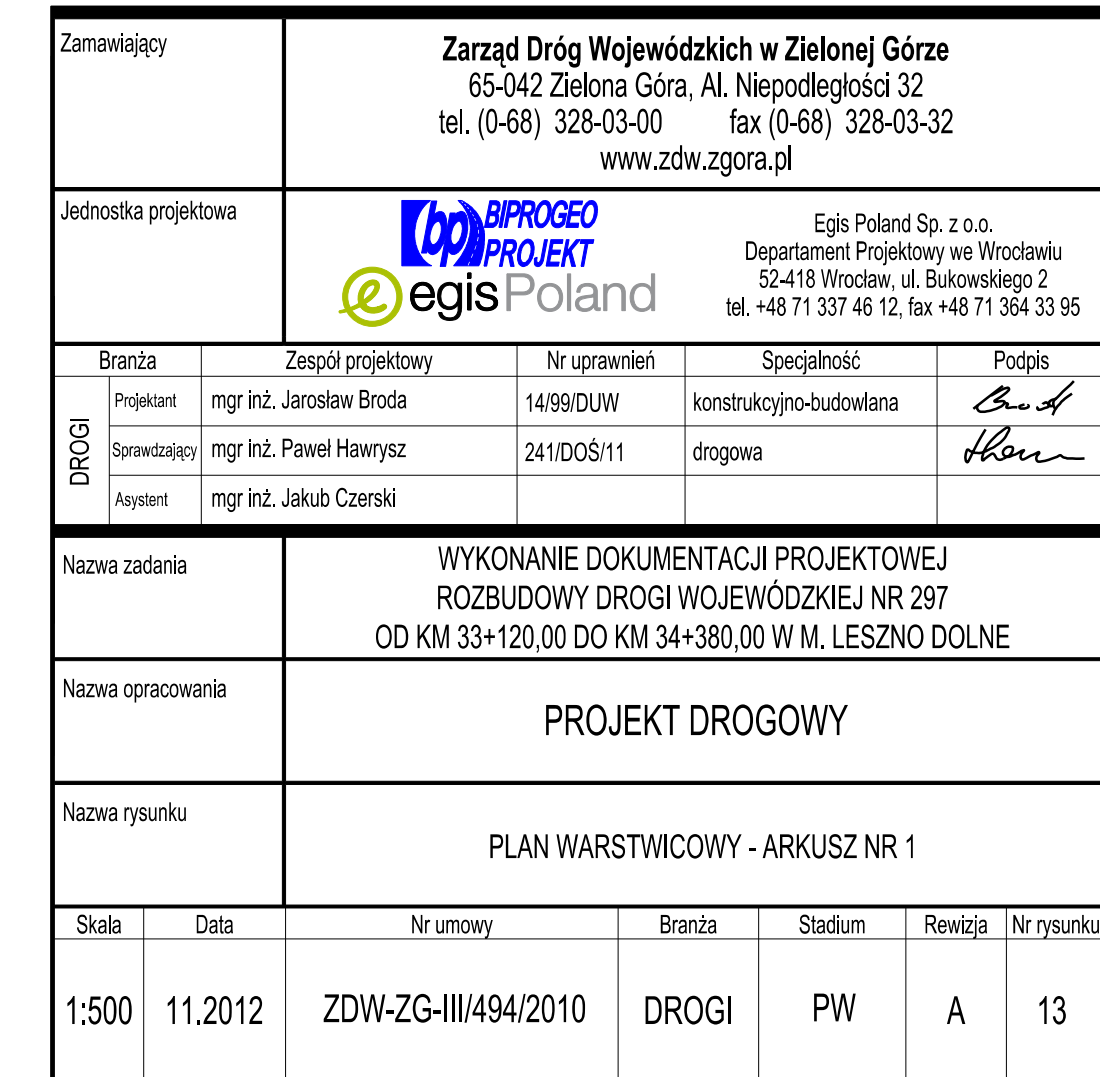 Zamawiający
Zarząd Dróg Wojewódzkich w Zielonej Górze
65-042 Zielona Góra, Al. Niepodległości 32
tel. (0-68) 328-03-00 fax (0-68) 328-03-32
www.zdw.zgora.pl
Jednostka projektowa
bp BIPROGEO
PROJEKT
e egis Poland
Egis Poland Sp. z o.o.
Departament Projektowy we Wrocławiu
52-418 Wrocław, ul. Bukowskiego 2
tel. +48 71 337 46 12, fax +48 71 364 33 95
Branża Zespół projektowy Nr uprawnień Specjalność Podpis
DROGI
Projektant mgr inż. Jarosław Broda 14/99/DUW konstrukcyjno-budowlana
Sprawdzający mgr inż. Paweł Hawrysz 241/DOŚ/11 drogowa
Asystent mgr inż. Jakub Czerski
Nazwa zadania
WYKONANIE DOKUMENTACJI PROJEKTOWEJ
ROZBUDOWY DROGI WOJEWÓDZKIEJ NR 297
OD KM 33+120,00 DO KM 34+380,00 W M. LESZNO DOLNE
Nazwa opracowania
PROJEKT DROGOWY
Nazwa rysunku
PLAN WARSTWICOWY - ARKUSZ NR 1
Skala Data Nr umowy Branża Stadium Rewizja Nr rysunku
1:500 11.2012 ZDW-ZG-III/494/2010 DROGI PW A 13